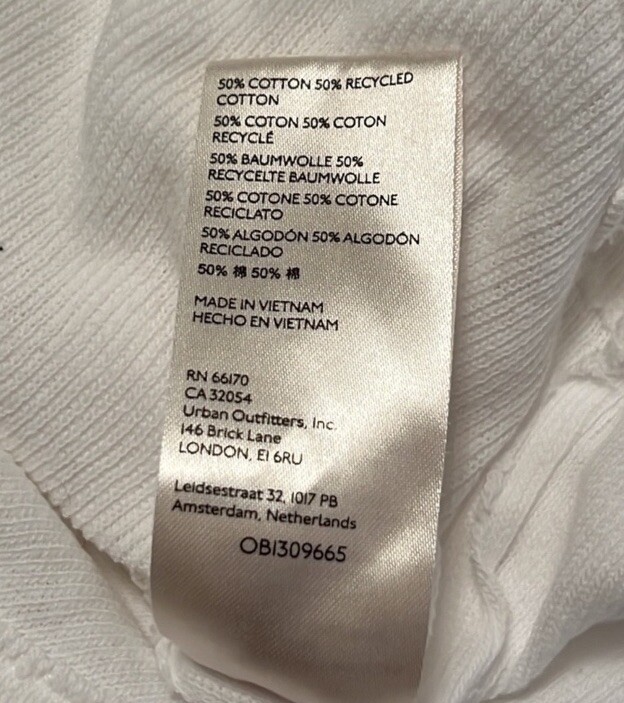 50% COTTON 50% RECYCLED
COTTON
50% COTON 50% COTON
RECYCLÉ
50% BAUMWOLLE 50%
RECYCELTE BAUMWOLLE
50% COTONE 50% COTONE
RECICLATO
50% ALGODÓN 50% ALGODÓN
RECICLADO
50% 棉 50% 棉
MADE IN VIETNAM
HECHO EN VIETNAM
RN 66170
CA 32054
Urban Outfitters, Inc.
146 Brick Lane
LONDON, E1 6RU
Leidsestraat 32, 1017 PB
Amsterdam, Netherlands
OB1309665